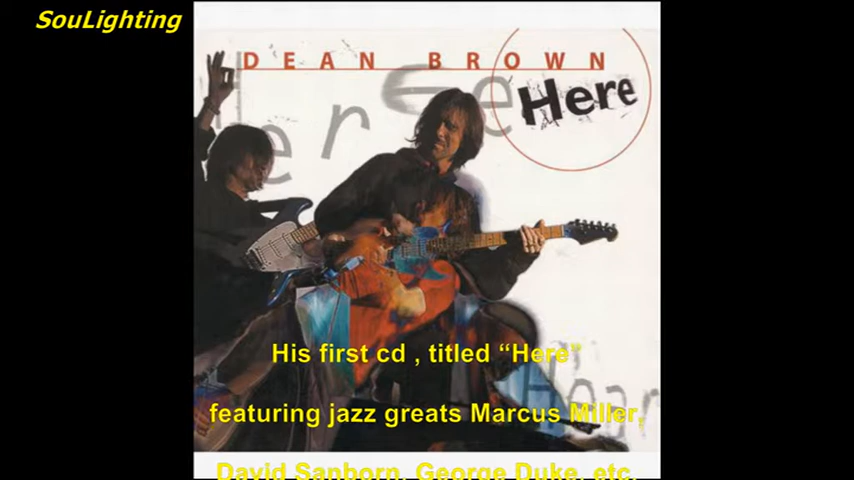 SouLighting
DEAN BROWN
Here
Here
His first cd , titled “Here”
featuring jazz greats Marcus Miller,
David Sanborn, George Duke, etc.